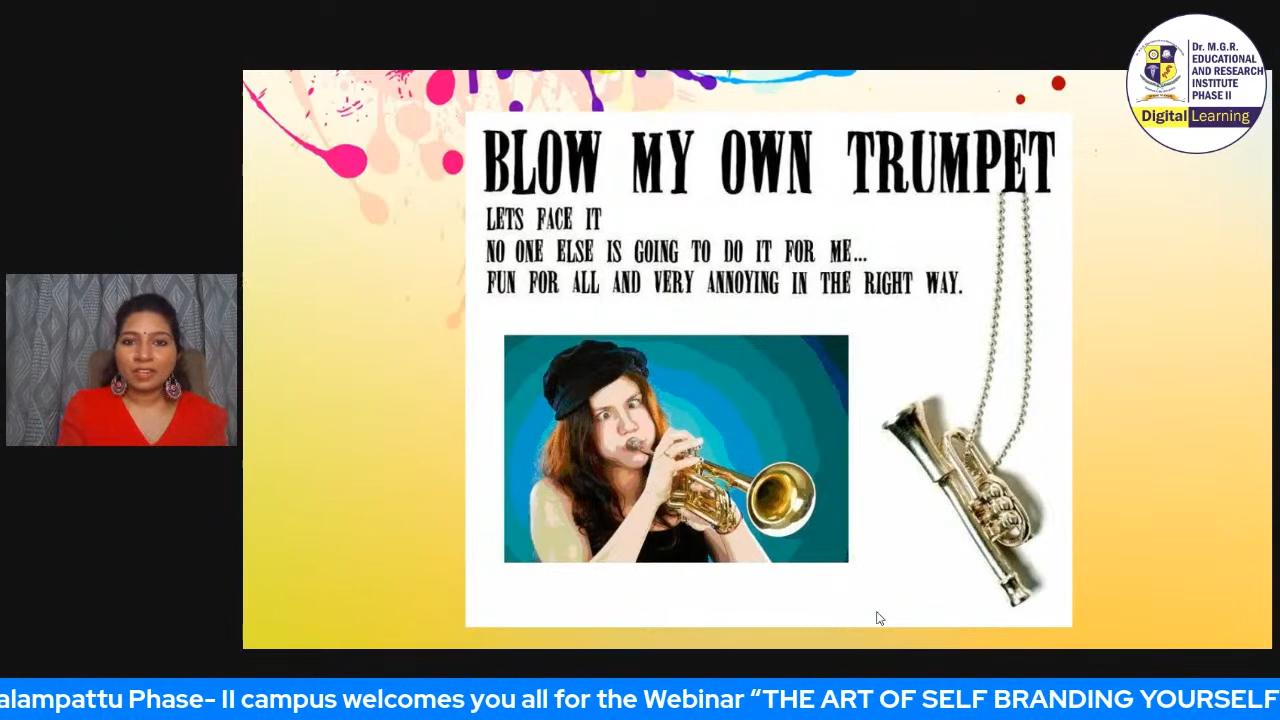 Dr. M.G.R.
EDUCATIONAL
AND RESEARCH
INSTITUTE
PHASE II
Digital Learning
BLOW MY OWN TRUMPET
LETS FACE IT
NO ONE ELSE IS GOING TO DO IT FOR ME...
FUN FOR ALL AND VERY ANNOYING IN THE RIGHT WAY.
alampattu Phase- II campus welcomes you all for the Webinar “THE ART OF SELF BRANDING YOURSELF